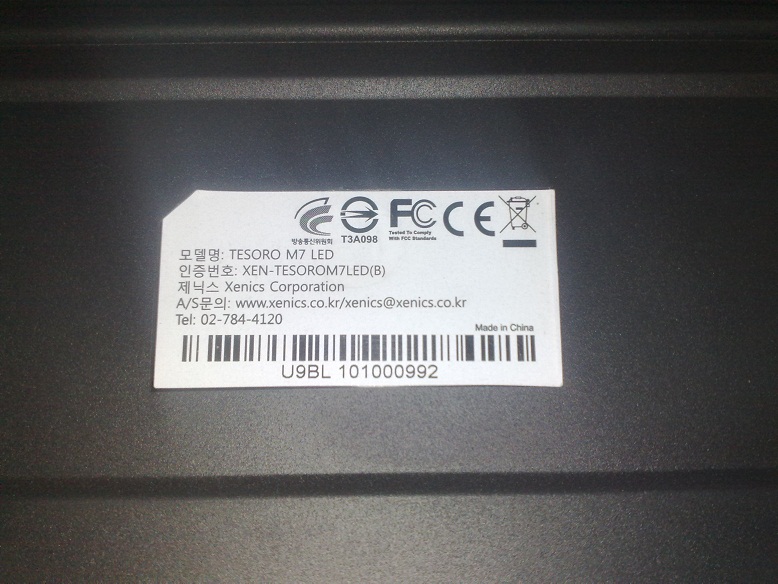 방송통신위원회
T3A098
FC
Tested To Comply
With FCC Standards
CE
모델명: TESORO M7 LED
인증번호: XEN-TESOROM7LED(B)
제닉스 Xenics Corporation
A/S문의: www.xenics.co.kr/xenics@xenics.co.kr
Tel: 02-784-4120
Made in China
U9BL 101000992